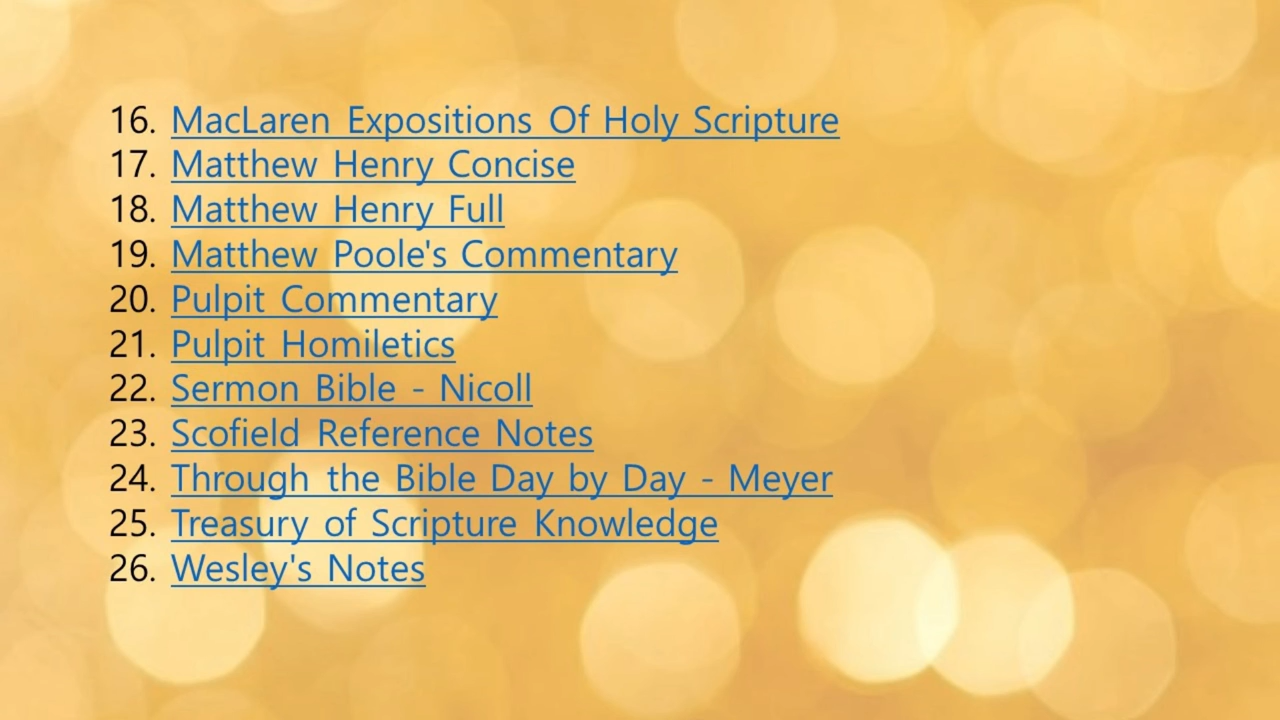 16. MacLaren Expositions Of Holy Scripture
17. Matthew Henry Concise
18. Matthew Henry Full
19. Matthew Poole's Commentary
20. Pulpit Commentary
21. Pulpit Homiletics
22. Sermon Bible - Nicoll
23. Scofield Reference Notes
24. Through the Bible Day by Day - Meyer
25. Treasury of Scripture Knowledge
26. Wesley's Notes